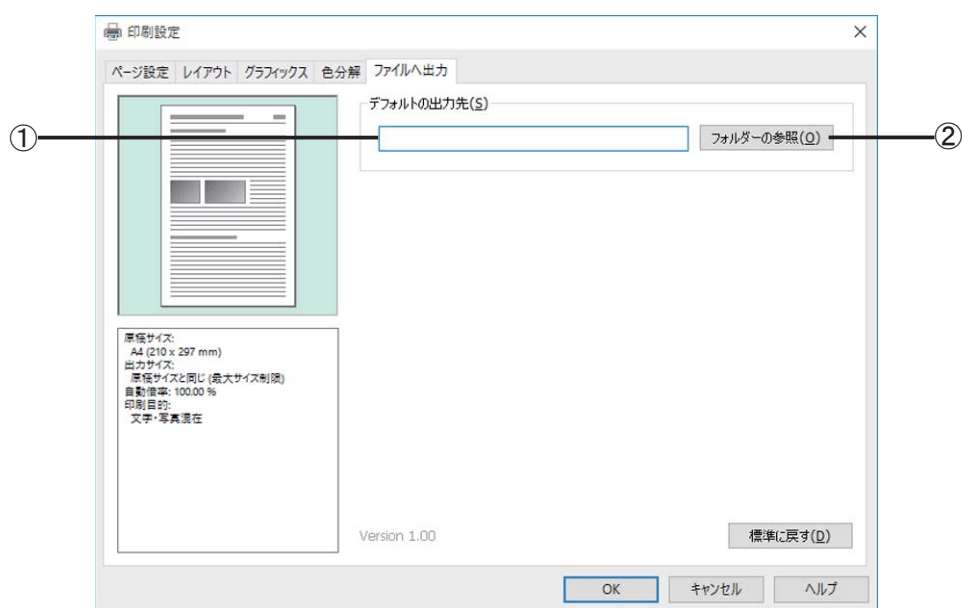 印刷設定
ページ設定 レイアウト グラフィックス 色分解 ファイルへ出力
デフォルトの出力先(S)
①
フォルダーの参照(O)
②
原稿サイズ:
A4 (210 x 297 mm)
出力サイズ:
原稿サイズと同じ (最大サイズ制限)
自動倍率: 100.00 %
印刷目的:
文字・写真混在
Version 1.00
標準に戻す(D)
OK キャンセル ヘルプ